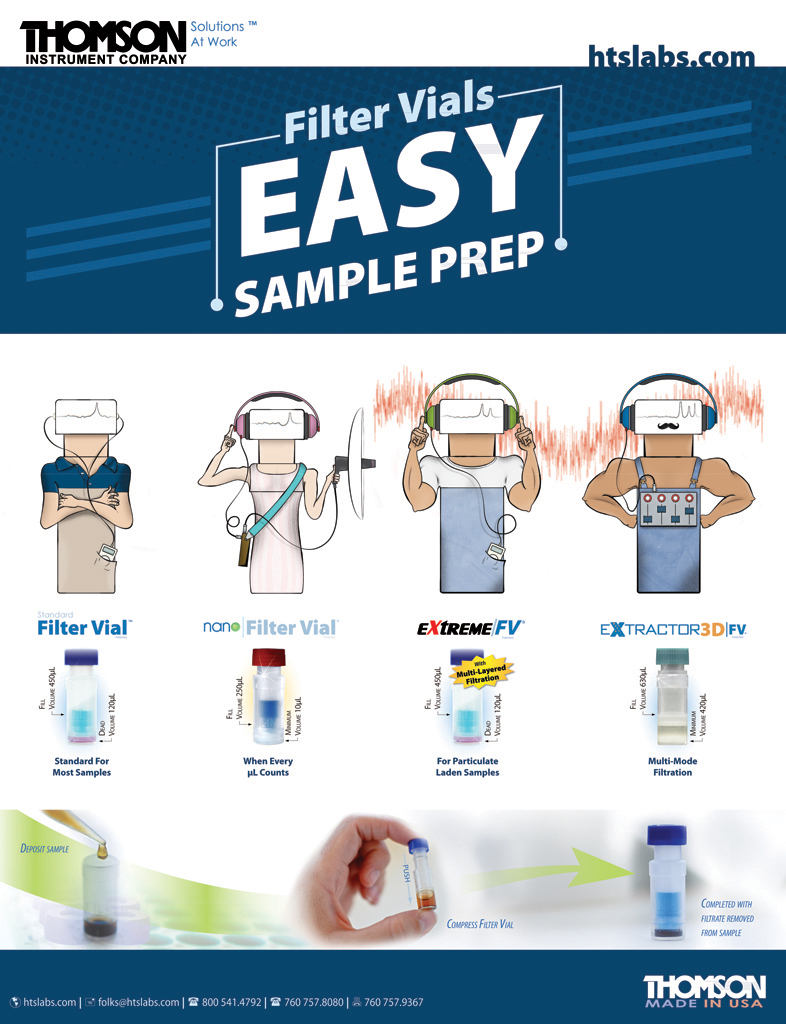 THOMSON
INSTRUMENT COMPANY
Solutions ™
At Work
htslabs.com
Filter Vials
EASY
SAMPLE PREP
Standard
Filter Vial™
nano | Filter Vial
eXtreme|FV®
EXTRACTOR3D|FV
Fill
Volume 450µL
Dead
Volume 120µL
Fill
Volume 250µL
Minimum
Volume 10µL
With
Multi-Layered
Filtration
Fill
Volume 450µL
Dead
Volume 120µL
Fill
Volume 630µL
Minimum
Volume 420µL
Standard For
Most Samples
When Every
µL Counts
For Particulate
Laden Samples
Multi-Mode
Filtration
Deposit sample
PUSH
Compress Filter Vial
Completed with
filtrate removed
from sample
htslabs.com | folks@htslabs.com | 800 541.4792 | 760 757.8080 | 760 757.9367
THOMSON
MADE IN USA